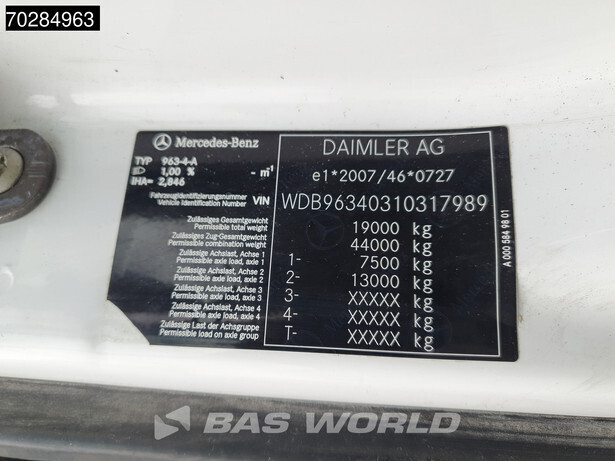 70284963
Mercedes-Benz
DAIMLER AG
TYP 963-4-A
1,00 % - m⁻¹
IHA= 2,846
e1*2007/46*0727
Fahrzeugidentifizierungsnummer
Vehicle Identification Number VIN WDB96340310317989
Zulässiges Gesamtgewicht
Permissible total weight 19000 kg
Zulässiges Zug-Gesamtgewicht
Permissible combination weight 44000 kg
Zulässige Achslast, Achse 1
Permissible axle load, axle 1 1- 7500 kg
Zulässige Achslast, Achse 2
Permissible axle load, axle 2 2- 13000 kg
Zulässige Achslast, Achse 3
Permissible axle load, axle 3 3- XXXXX kg
Zulässige Achslast, Achse 4
Permissible axle load, axle 4 4- XXXXX kg
Zulässige Last der Achsgruppe
Permissible load on axle group T- XXXXX kg
A 000 584 98 01
BAS WORLD